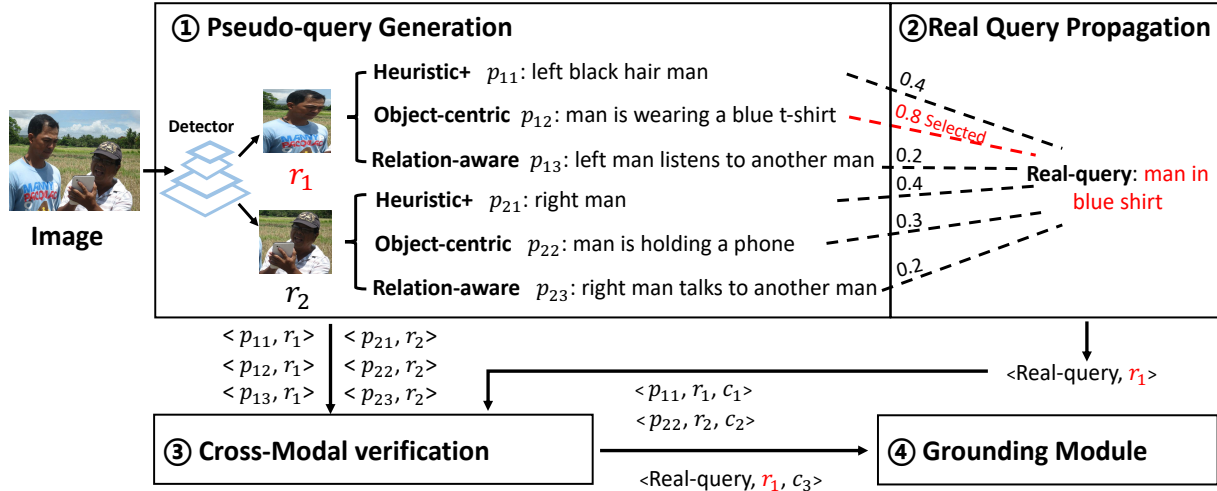 ① Pseudo-query Generation
②Real Query Propagation
Detector
Image
r₁
r₂
Heuristic+ p₁₁: left black hair man
Object-centric p₁₂: man is wearing a blue t-shirt
Relation-aware p₁₃: left man listens to another man
Heuristic+ p₂₁: right man
Object-centric p₂₂: man is holding a phone
Relation-aware p₂₃: right man talks to another man
0.4
0.8 Selected
0.2
0.4
0.3
0.2
Real-query: man in
blue shirt
< p₁₁, r₁> < p₂₁, r₂>
< p₁₂, r₁> < p₂₂, r₂>
< p₁₃, r₁> < p₂₃, r₂>
<Real-query, r₁>
< p₁₁, r₁, c₁>
< p₂₂, r₂, c₂>
<Real-query, r₁, c₃>
③ Cross-Modal verification
④ Grounding Module